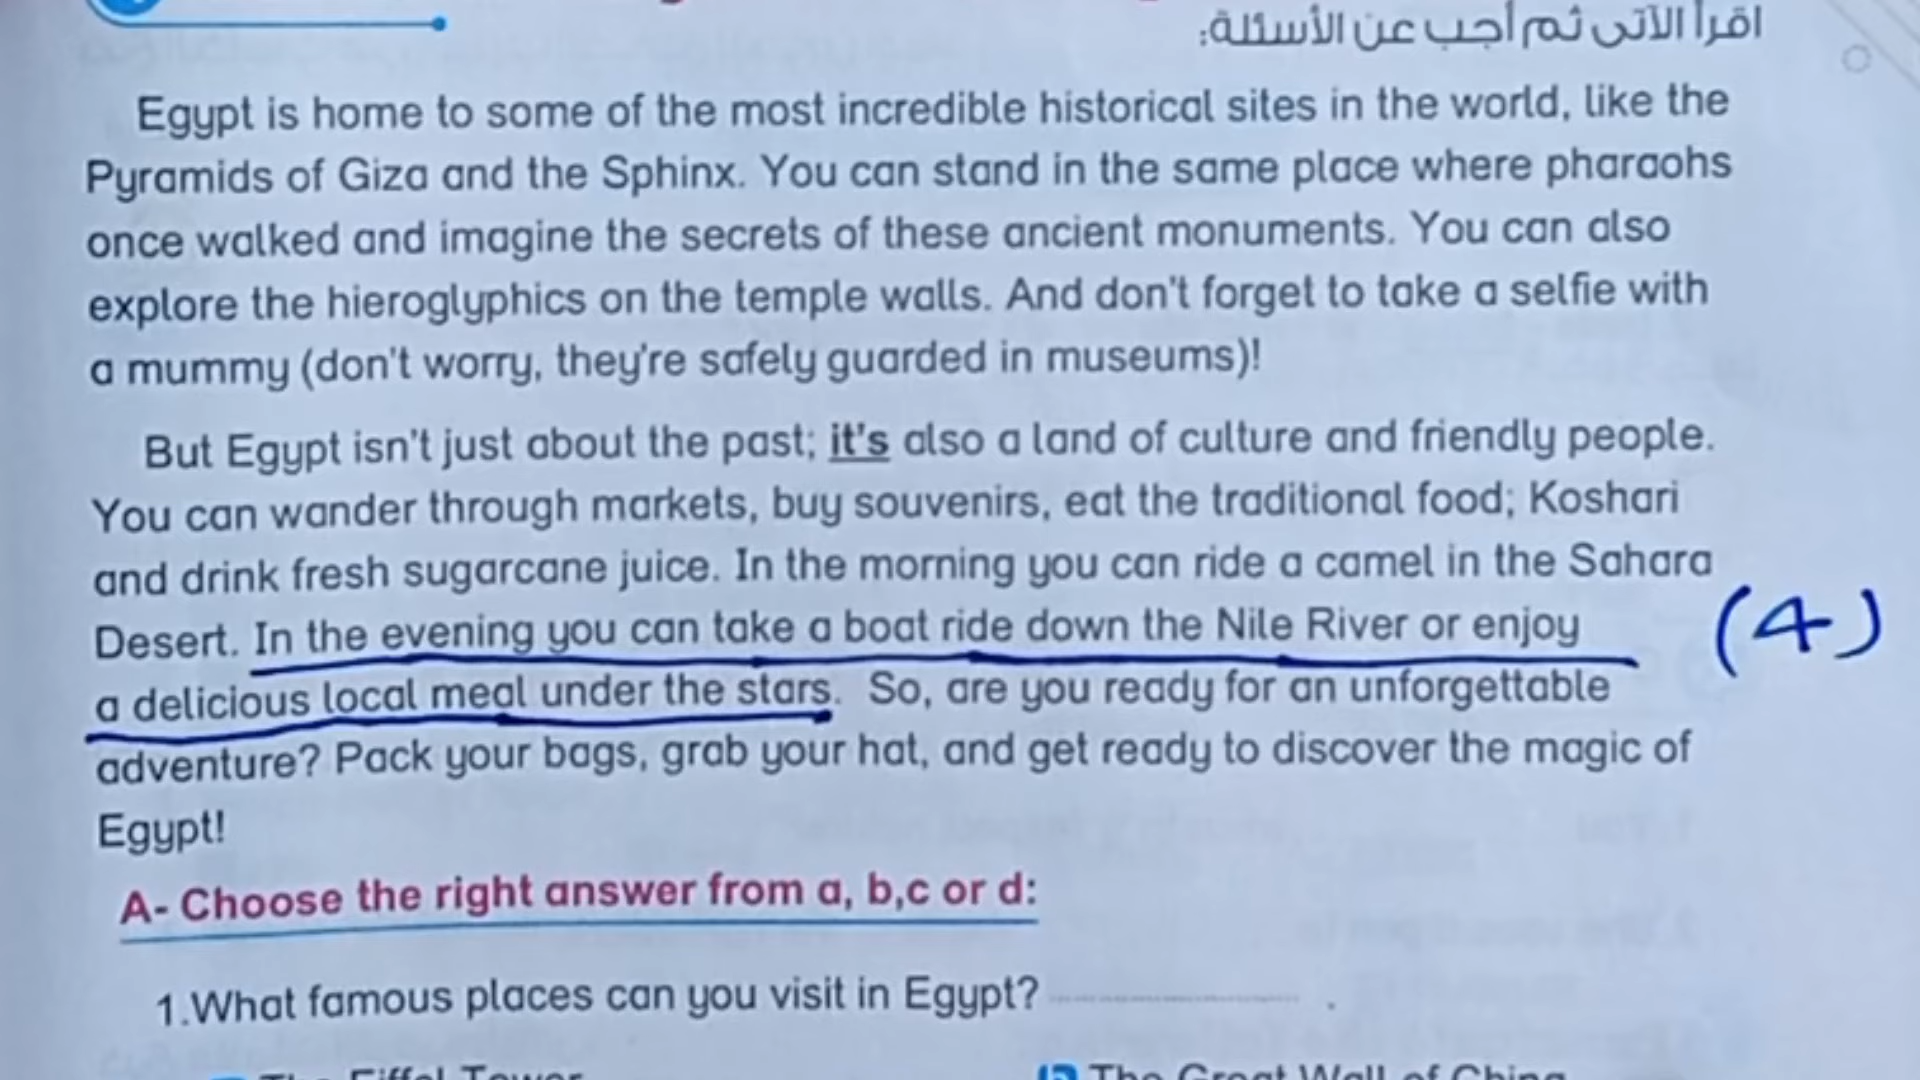 اقرأ الآتى ثم أجب عن الأسئلة:
Egypt is home to some of the most incredible historical sites in the world, like the
Pyramids of Giza and the Sphinx. You can stand in the same place where pharaohs
once walked and imagine the secrets of these ancient monuments. You can also
explore the hieroglyphics on the temple walls. And don't forget to take a selfie with
a mummy (don't worry, they're safely guarded in museums)!
But Egypt isn't just about the past; it's also a land of culture and friendly people.
You can wander through markets, buy souvenirs, eat the traditional food; Koshari
and drink fresh sugarcane juice. In the morning you can ride a camel in the Sahara
Desert. In the evening you can take a boat ride down the Nile River or enjoy (4)
a delicious local meal under the stars. So, are you ready for an unforgettable
adventure? Pack your bags, grab your hat, and get ready to discover the magic of
Egypt!
A- Choose the right answer from a, b,c or d:
1.What famous places can you visit in Egypt? .
The Eiffel Tower b The Great Wall of China